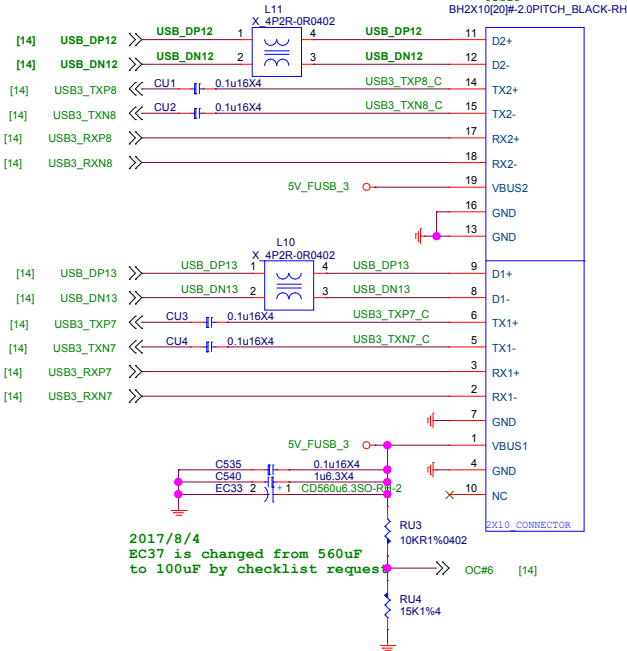 BH2X10[20]#-2.0PITCH_BLACK-RH
L11
X_4P2R-0R0402
[14] USB_DP12 USB_DP12 1 4 USB_DP12 11 D2+
[14] USB_DN12 USB_DN12 2 3 USB_DN12 12 D2-
[14] USB3_TXP8 CU1 0.1u16X4 USB3_TXP8_C 14 TX2+
[14] USB3_TXN8 CU2 0.1u16X4 USB3_TXN8_C 15 TX2-
[14] USB3_RXP8 17 RX2+
[14] USB3_RXN8 18 RX2-
5V_FUSB_3 19 VBUS2
16 GND
13 GND
L10
X_4P2R-0R0402
[14] USB_DP13 USB_DP13 1 4 USB_DP13 9 D1+
[14] USB_DN13 USB_DN13 2 3 USB_DN13 8 D1-
[14] USB3_TXP7 CU3 0.1u16X4 USB3_TXP7_C 6 TX1+
[14] USB3_TXN7 CU4 0.1u16X4 USB3_TXN7_C 5 TX1-
[14] USB3_RXP7 3 RX1+
[14] USB3_RXN7 2 RX1-
7 GND
5V_FUSB_3 1 VBUS1
C535 0.1u16X4 4 GND
C540 1u6.3X4
EC33 2 + 1 CD560u6.3SO-RH-2 10 NC
2X10_CONNECTOR
RU3
10KR1%0402
2017/8/4
EC37 is changed from 560uF
to 100uF by checklist request
OC#6 [14]
RU4
15K1%4